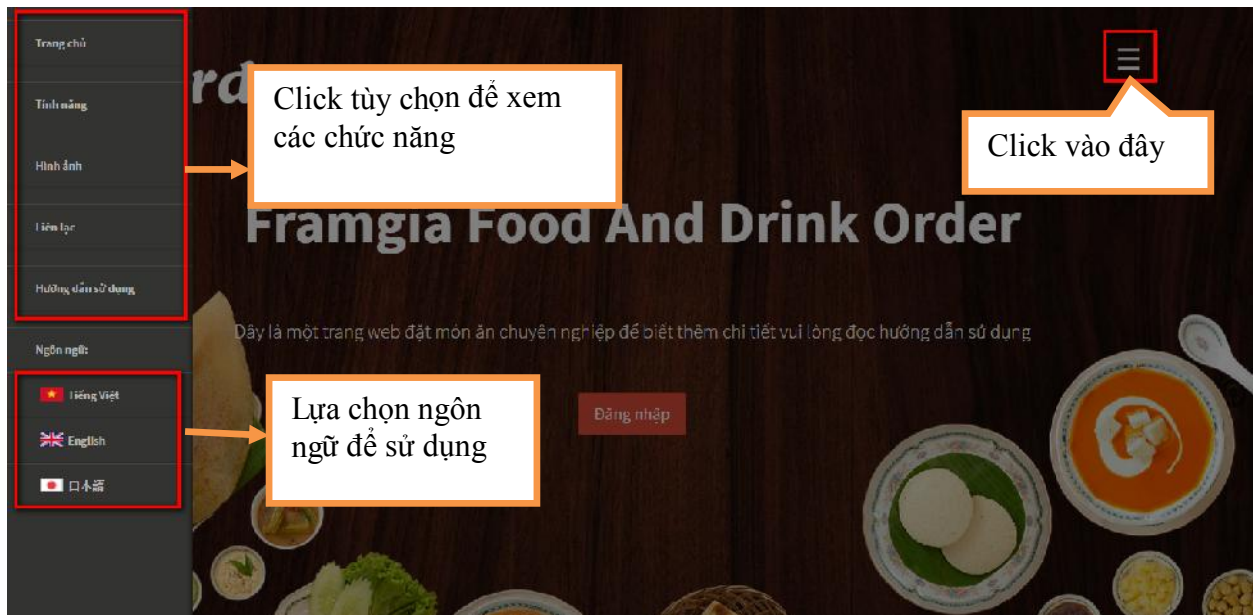 Trang chủ
Tính năng
Hình ảnh
Liên lạc
Hướng dẫn sử dụng
Ngôn ngữ:
Tiếng Việt
English
日本語
rd
Click tùy chọn để xem
các chức năng
Click vào đây
Framgia Food And Drink Order
Đây là một trang web đặt món ăn chuyên nghiệp để biết thêm chi tiết vui lòng đọc hướng dẫn sử dụng
Đăng nhập
Lựa chọn ngôn
ngữ để sử dụng